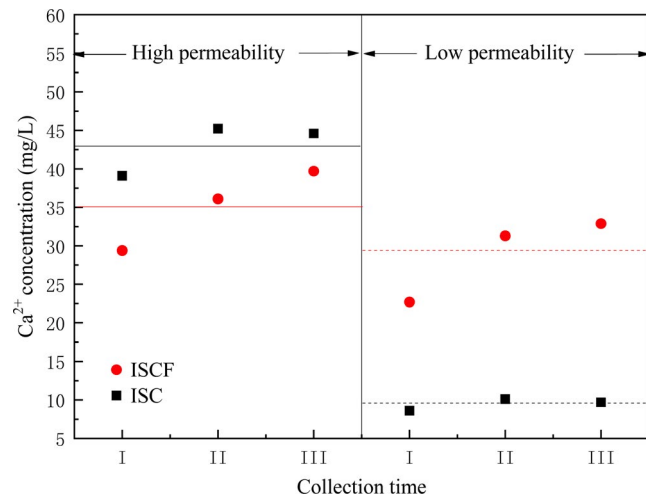 60
55
50
45
40
35
30
25
20
15
10
5
Ca²⁺ concentration (mg/L)
High permeability
Low permeability
ISCF
ISC
I II III I II III
Collection time